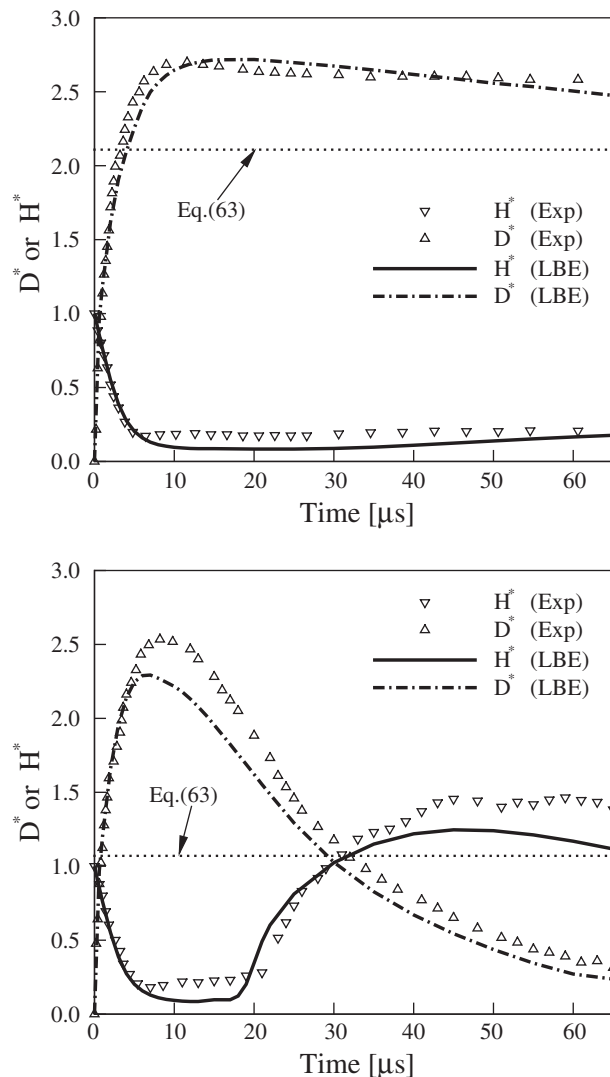 3.0
2.5
2.0
1.5
1.0
0.5
0.0
D* or H*
Eq.(63)
H* (Exp)
D* (Exp)
H* (LBE)
D* (LBE)
0 10 20 30 40 50 60
Time [μs]
3.0
2.5
2.0
1.5
1.0
0.5
0.0
D* or H*
H* (Exp)
D* (Exp)
H* (LBE)
D* (LBE)
Eq.(63)
0 10 20 30 40 50 60
Time [μs]